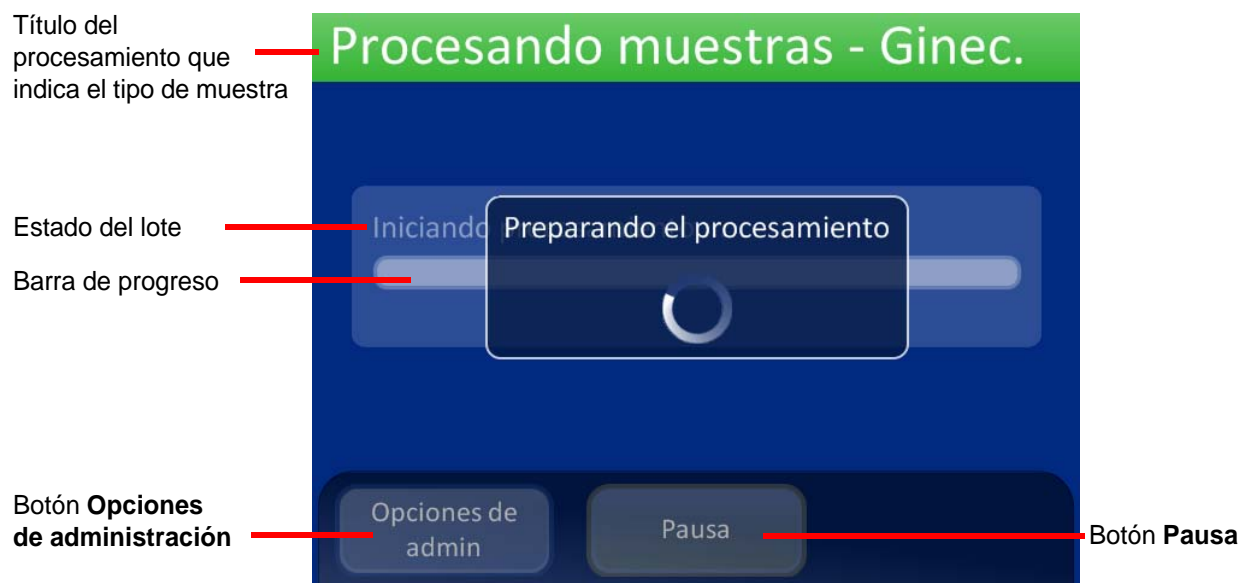 Título del
procesamiento que
indica el tipo de muestra
Procesando muestras - Ginec.
Estado del lote
Iniciando
Preparando el procesamiento
Barra de progreso
Botón Opciones
de administración
Opciones de
admin
Pausa
Botón Pausa